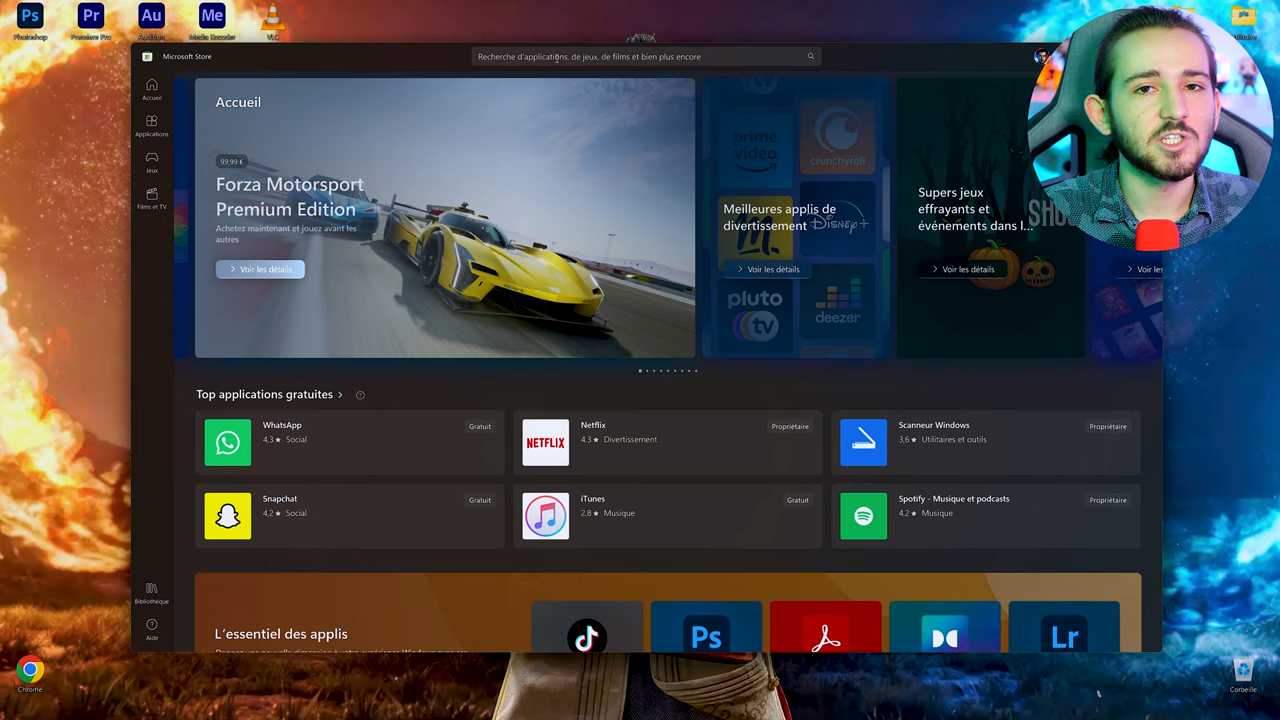 Ps
Pr
Au
Me
Photoshop
Premiere Pro
Audition
Media Encoder
VLC
Microsoft Store
Recherche d'applications, de jeux, de films et bien plus encore
Accueil
Applications
Jeux
Films et TV
Bibliothèque
Aide
Accueil
99,99 €
Forza Motorsport
Premium Edition
Achetez maintenant et jouez avant les
autres
Voir les détails
prime video
crunchyroll
Meilleures applis de
divertissement
Disney+
Voir les détails
pluto tv
deezer
Supers jeux
effrayants et
événements dans l...
Voir les détails
Voir les
Top applications gratuites
WhatsApp
4,3 ★ Social
Gratuit
Netflix
NETFLIX
4,3 ★ Divertissement
Propriétaire
Scanneur Windows
3,6 ★ Utilitaires et outils
Propriétaire
Snapchat
4,2 ★ Social
Gratuit
iTunes
2,8 ★ Musique
Gratuit
Spotify - Musique et podcasts
4,2 ★ Musique
Propriétaire
L'essentiel des applis
Ps
Lr
Chrome
Corbeille